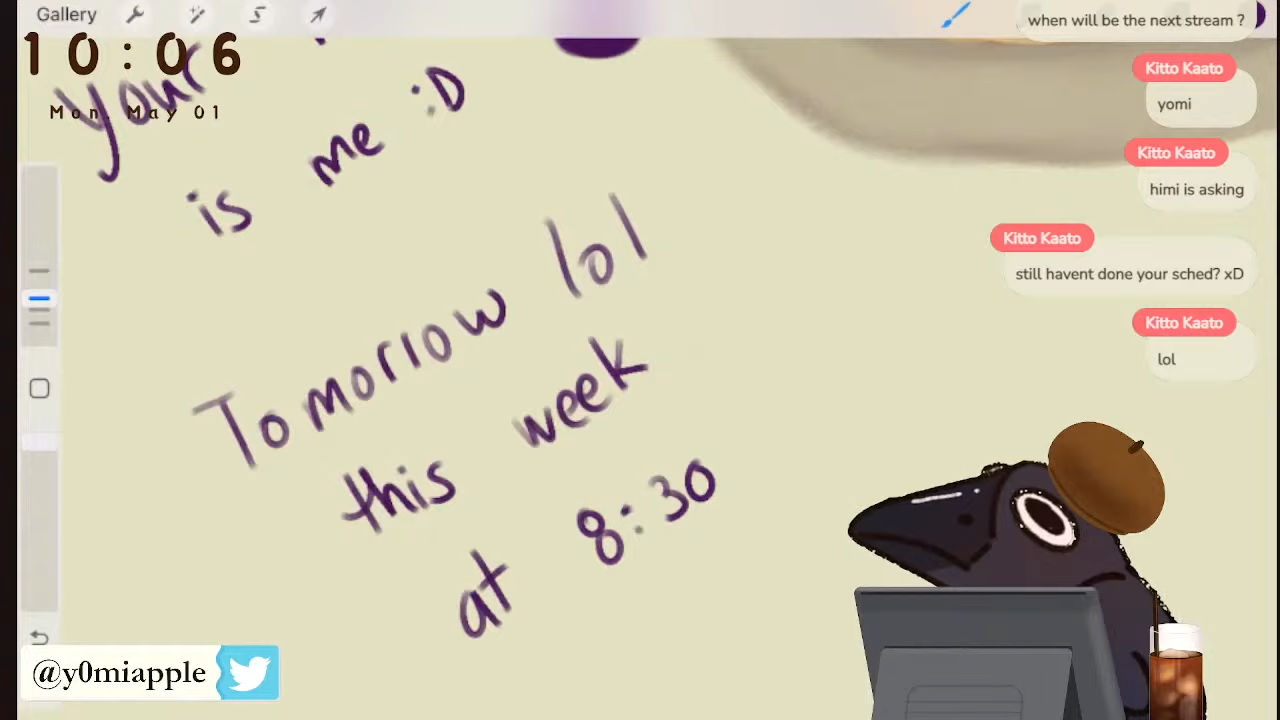 Gallery
10:06
Mon, May 01
your
is me :D
Tomorrow lol
this week
at 8:30
when will be the next stream ?
Kitto Kaato
yomi
Kitto Kaato
himi is asking
Kitto Kaato
still havent done your sched? xD
Kitto Kaato
lol
@y0miapple